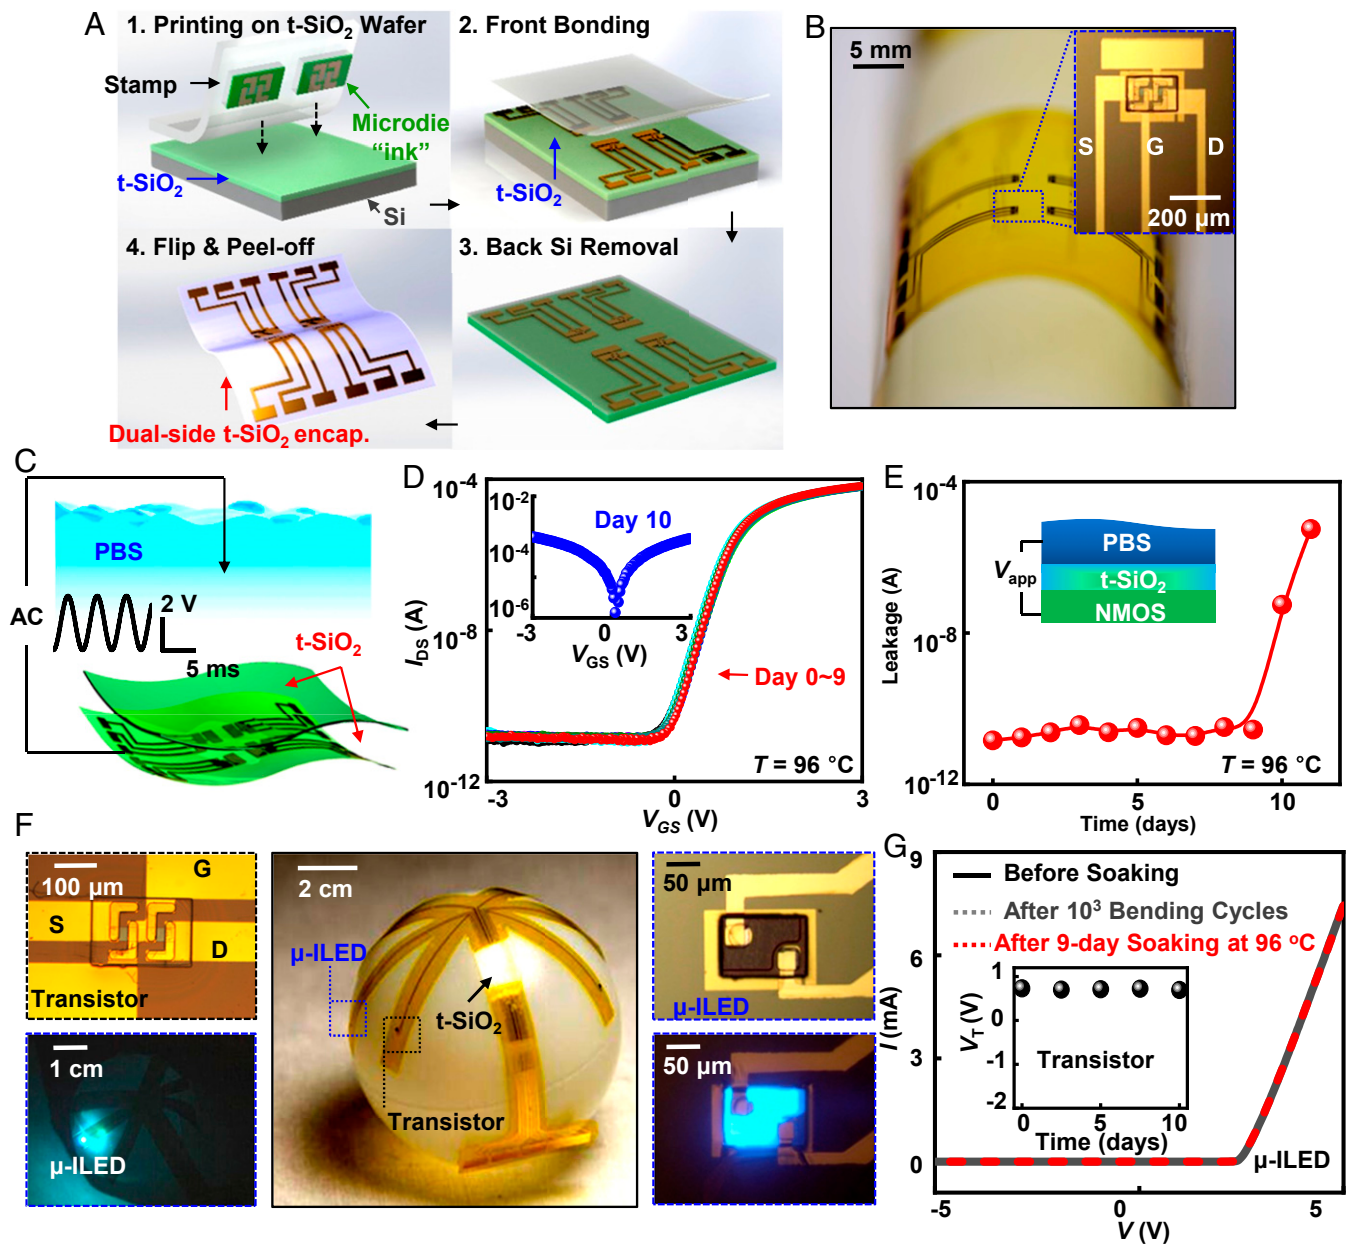 A
1. Printing on t-SiO2 Wafer
Stamp
Microdie
“ink”
t-SiO2
Si
2. Front Bonding
t-SiO2
4. Flip & Peel-off
Dual-side t-SiO2 encap.
3. Back Si Removal
B
5 mm
S
G
D
200 μm
C
PBS
AC
2 V
5 ms
t-SiO2
D
10-4
10-8
10-12
IDS (A)
-3
0
3
VGS (V)
10-2
10-4
10-6
-3
0
3
VGS (V)
Day 10
Day 0~9
T = 96 °C
E
10-4
10-8
10-12
Leakage (A)
PBS
Vapp
t-SiO2
NMOS
T = 96 °C
0
5
10
Time (days)
F
100 μm
G
S
D
Transistor
1 cm
μ-ILED
2 cm
μ-ILED
t-SiO2
Transistor
50 μm
μ-ILED
50 μm
G
9
6
3
0
I (mA)
Before Soaking
After 103 Bending Cycles
After 9-day Soaking at 96 oC
1
0
-1
-2
VT (V)
Transistor
0
5
10
Time (days)
μ-ILED
-5
0
5
V (V)